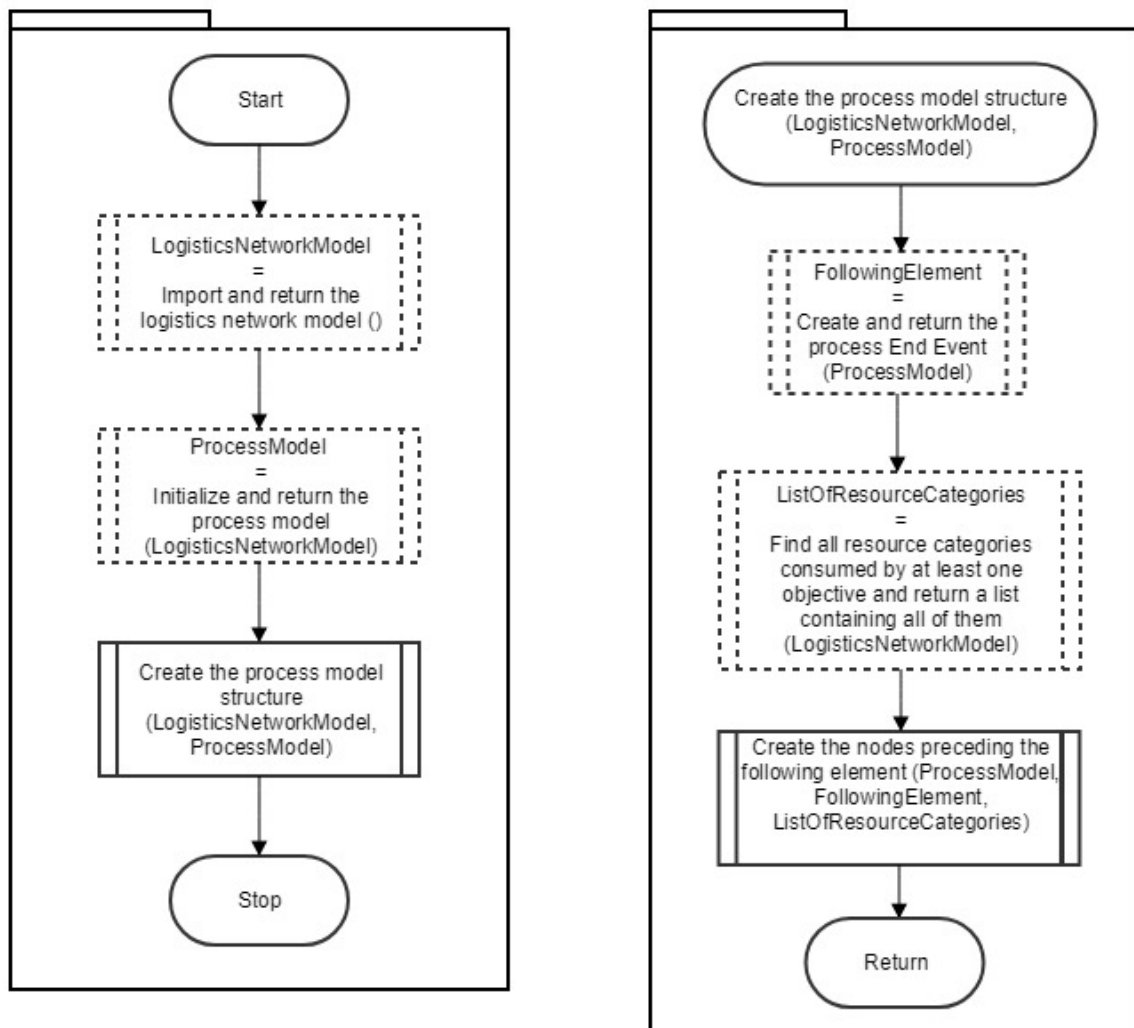 Start
LogisticsNetworkModel
=
Import and return the
logistics network model ()
ProcessModel
=
Initialize and return the
process model
(LogisticsNetworkModel)
Create the process model
structure
(LogisticsNetworkModel,
ProcessModel)
Stop
Create the process model structure
(LogisticsNetworkModel,
ProcessModel)
FollowingElement
=
Create and return the
process End Event
(ProcessModel)
ListOfResourceCategories
=
Find all resource categories
consumed by at least one
objective and return a list
containing all of them
(LogisticsNetworkModel)
Create the nodes preceding the
following element (ProcessModel,
FollowingElement,
ListOfResourceCategories)
Return